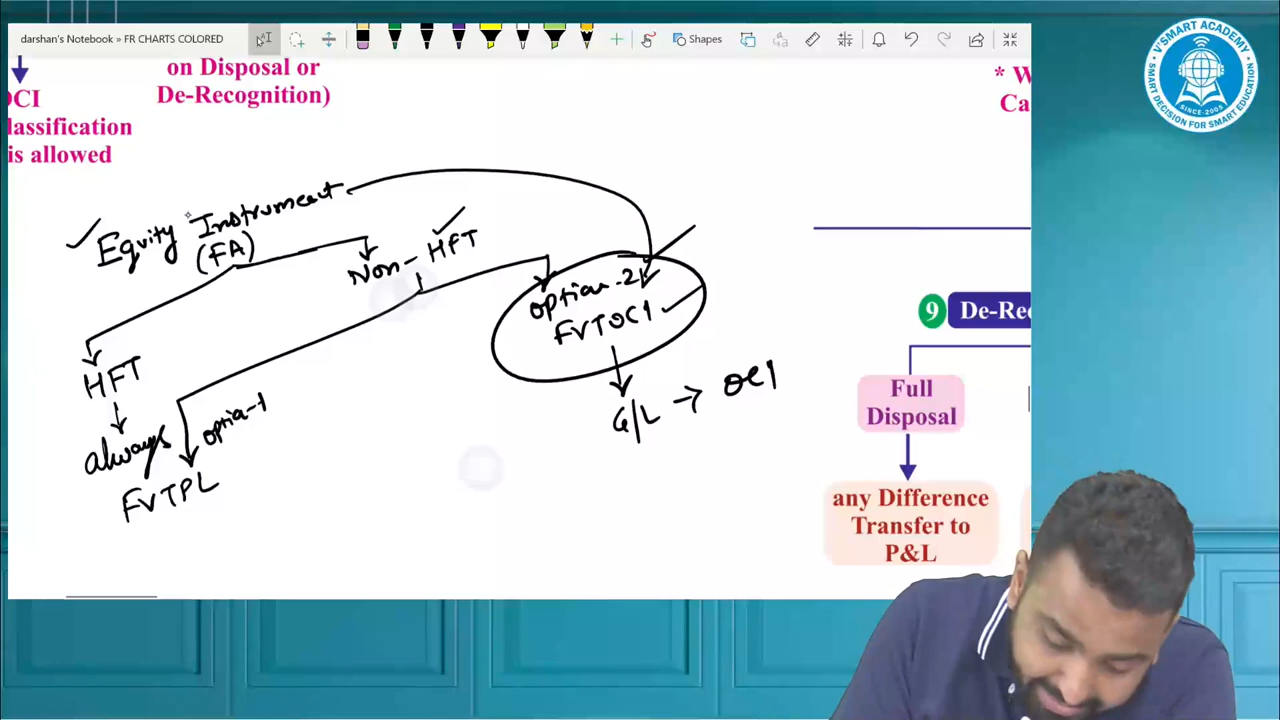 darshan's Notebook » FR CHARTS COLORED
Shapes
V'SMART ACADEMY
SINCE-2005
SMART DECISION FOR SMART EDUCATION
on Disposal or
De-Recognition)
OCI
lassification
is allowed
* W
Ca
Equity Instrument
(FA)
Non-HFT
HFT
always
FVTPL
option-1
option-2
FVTOCI
G/L → OCI
9 De-Rec
Full
Disposal
any Difference
Transfer to
P&L